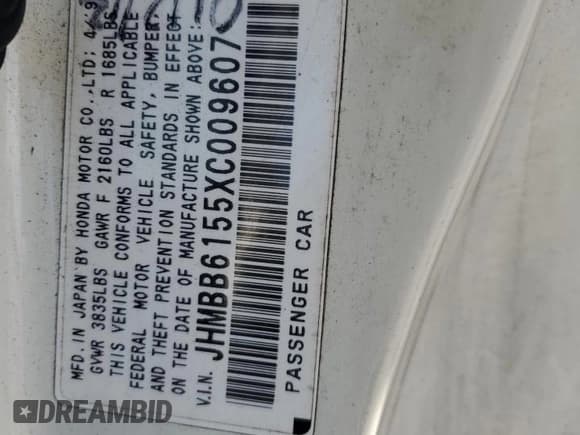 MFD. IN JAPAN BY HONDA MOTOR CO., LTD; 4/9
GVWR 3835LBS GAWR F 2160LBS R 1685LBS
THIS VEHICLE CONFORMS TO ALL APPLICABLE
FEDERAL MOTOR VEHICLE SAFETY, BUMPER,
AND THEFT PREVENTION STANDARDS IN EFFECT
ON THE DATE OF MANUFACTURE SHOWN ABOVE:
V.I.N. JHMBB6155XC009607
PASSENGER CAR
DREAMBID